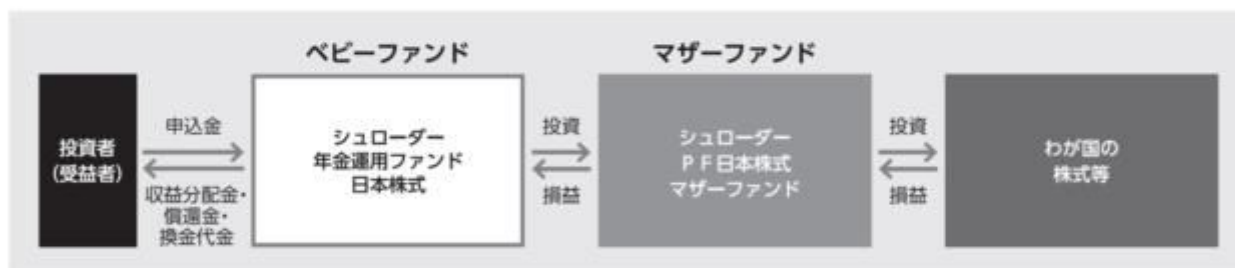 ベビーファンド
マザーファンド
投資者
(受益者)
申込金
収益分配金・
償還金・
換金代金
シュローダー
年金運用ファンド
日本株式
投資
損益
シュローダー
ＰＦ日本株式
マザーファンド
投資
損益
わが国の
株式等